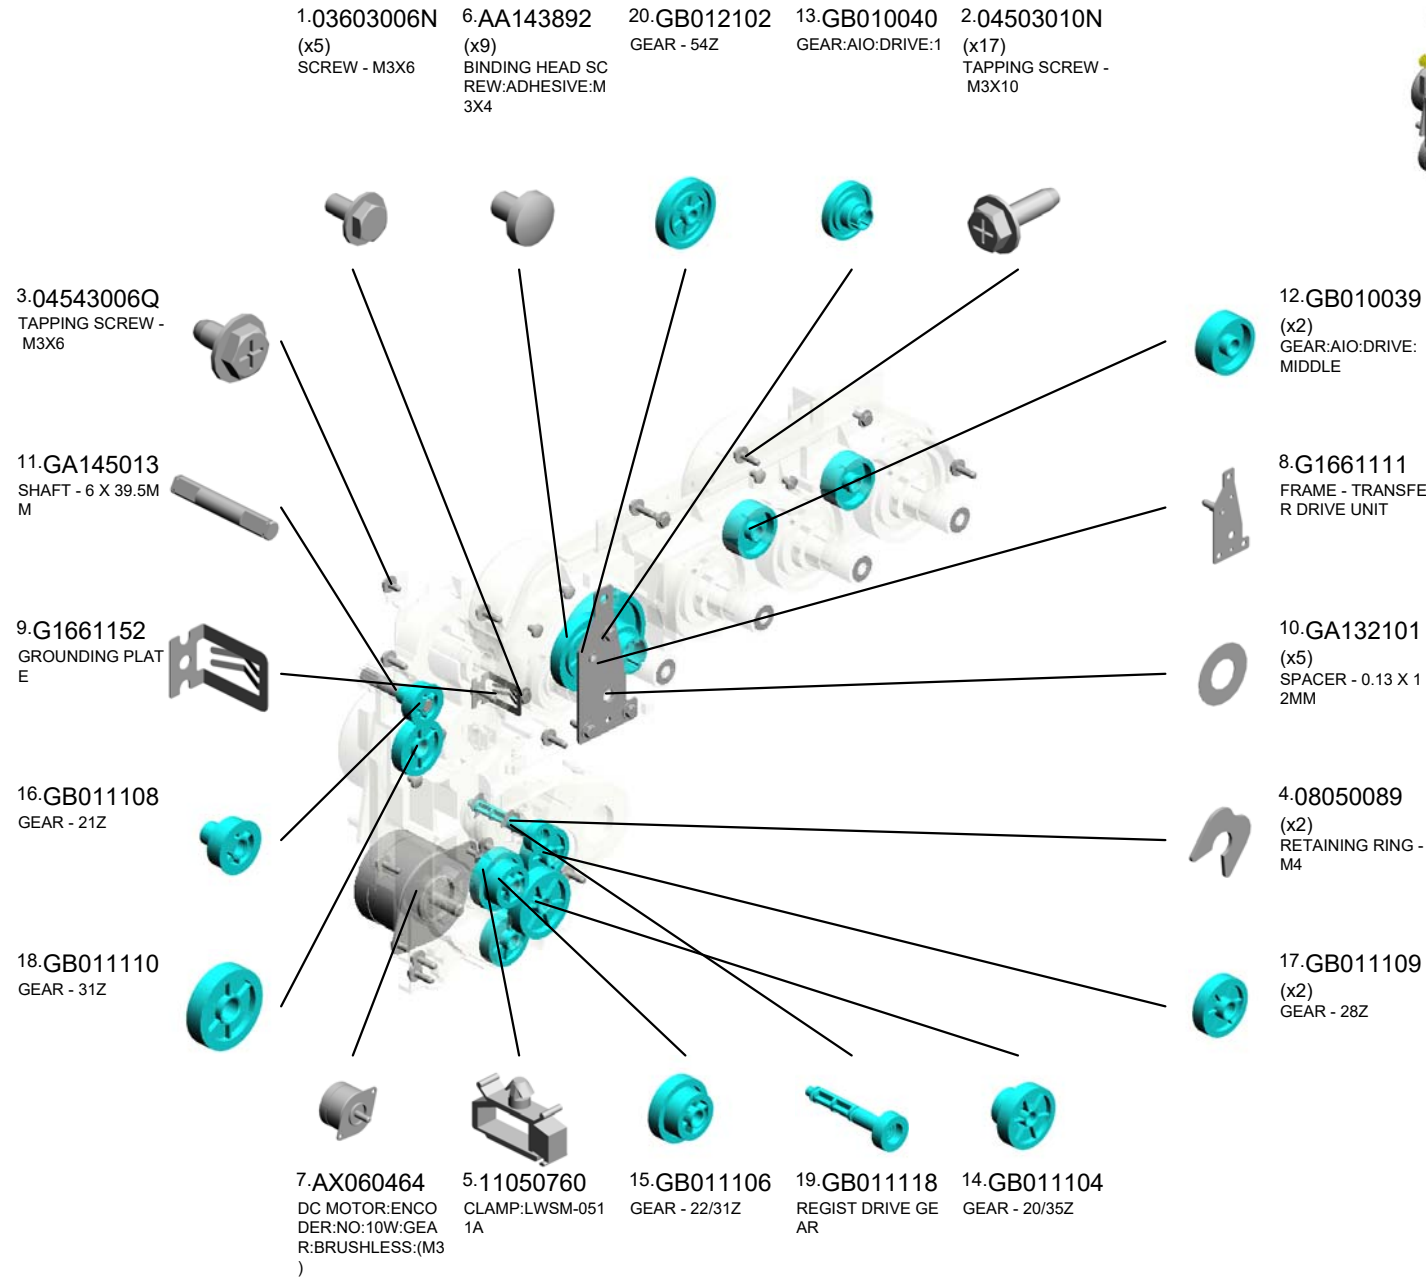 1.03603006N
(x5)
SCREW - M3X6
6.AA143892
(x9)
BINDING HEAD SC
REW:ADHESIVE:M
3X4
20.GB012102
GEAR - 54Z
13.GB010040
GEAR:AIO:DRIVE:1
2.04503010N
(x17)
TAPPING SCREW -
M3X10
3.04543006Q
TAPPING SCREW -
M3X6
12.GB010039
(x2)
GEAR:AIO:DRIVE:
MIDDLE
11.GA145013
SHAFT - 6 X 39.5M
M
8.G1661111
FRAME - TRANSFE
R DRIVE UNIT
9.G1661152
GROUNDING PLAT
E
10.GA132101
(x5)
SPACER - 0.13 X 1
2MM
16.GB011108
GEAR - 21Z
4.08050089
(x2)
RETAINING RING -
M4
18.GB011110
GEAR - 31Z
17.GB011109
(x2)
GEAR - 28Z
7.AX060464
DC MOTOR:ENCO
DER:NO:10W:GEA
R:BRUSHLESS:(M3
)
5.11050760
CLAMP:LWSM-051
1A
15.GB011106
GEAR - 22/31Z
19.GB011118
REGIST DRIVE GE
AR
14.GB011104
GEAR - 20/35Z